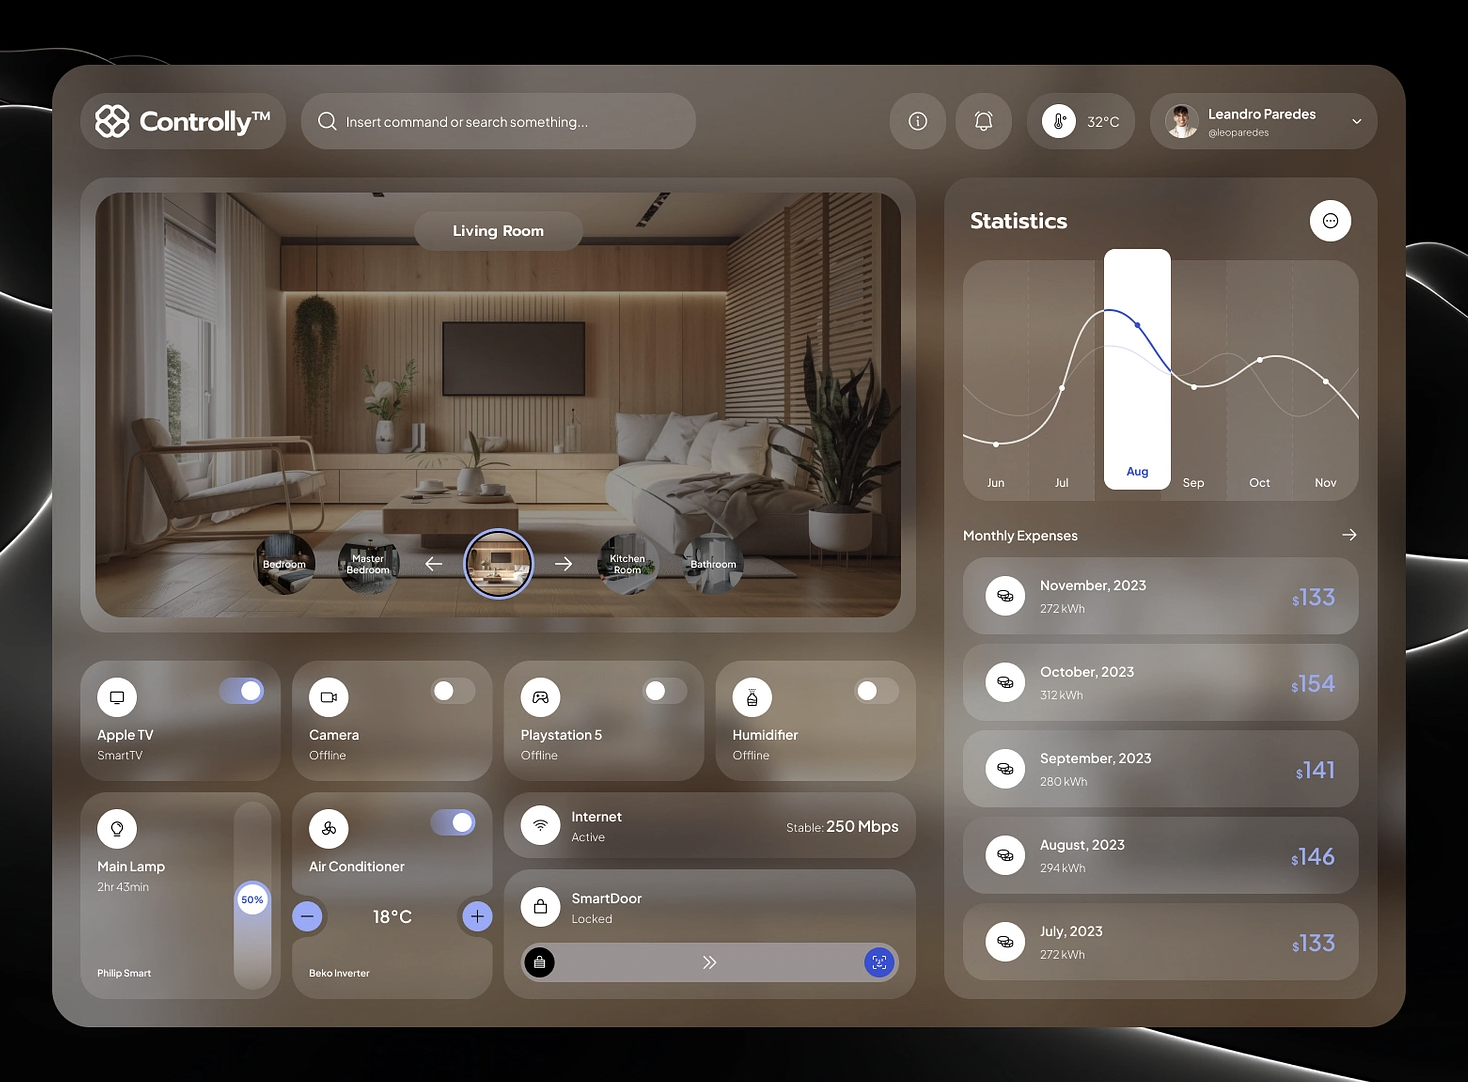 Controlly™
Insert command or search something...
32°C
Leandro Paredes
@leoparedes
Living Room
Bedroom
Master
Bedroom
Kitchen
Room
Bathroom
Statistics
Jun
Jul
Aug
Sep
Oct
Nov
Monthly Expenses
November, 2023
272 kWh
$133
October, 2023
312 kWh
$154
September, 2023
280 kWh
$141
August, 2023
294 kWh
$146
July, 2023
272 kWh
$133
Apple TV
SmartTV
Camera
Offline
Playstation 5
Offline
Humidifier
Offline
Main Lamp
2hr 43min
50%
Philip Smart
Air Conditioner
18°C
Beko Inverter
Internet
Active
Stable: 250 Mbps
SmartDoor
Locked